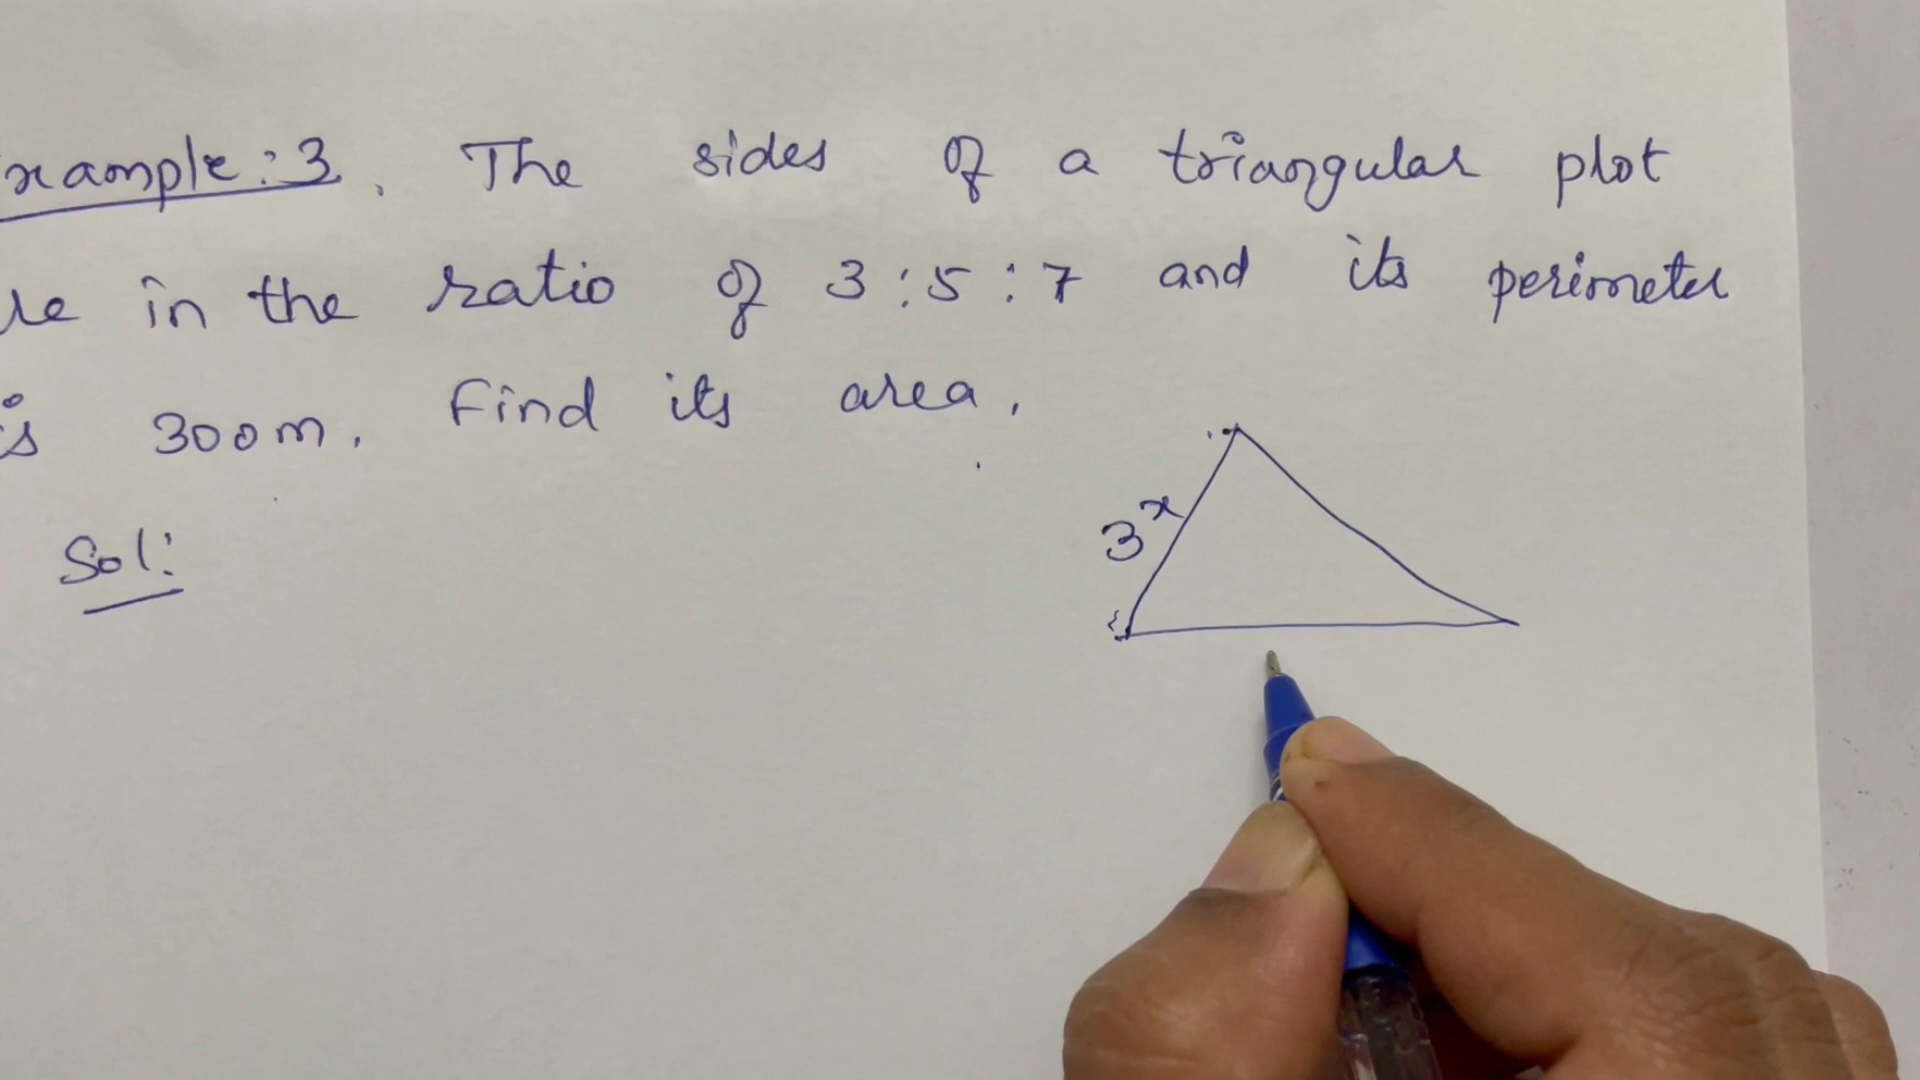 xample: 3. The sides of a triangular plot
re in the ratio of 3:5:7 and its perimeter
is 300m. Find its area.
3x
Sol: